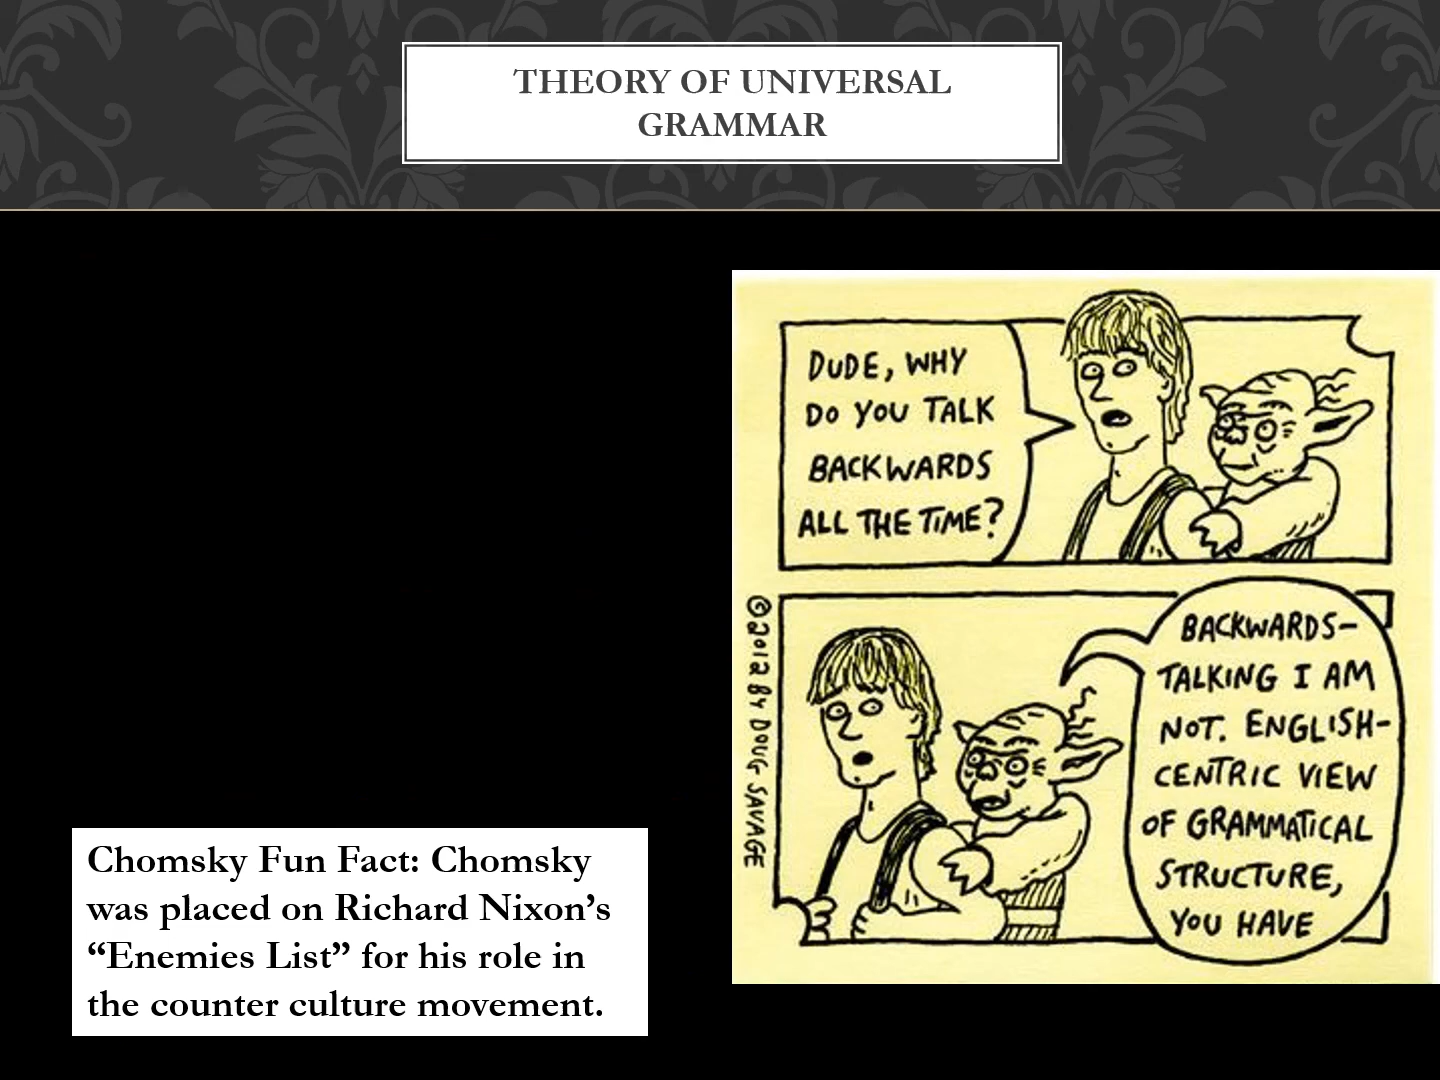 THEORY OF UNIVERSAL
GRAMMAR
DUDE, WHY
DO YOU TALK
BACKWARDS
ALL THE TIME?
BACKWARDS-
TALKING I AM
NOT. ENGLISH-
CENTRIC VIEW
OF GRAMMATICAL
STRUCTURE,
YOU HAVE
©2012 BY DOUG SAVAGE
Chomsky Fun Fact: Chomsky
was placed on Richard Nixon’s
“Enemies List” for his role in
the counter culture movement.